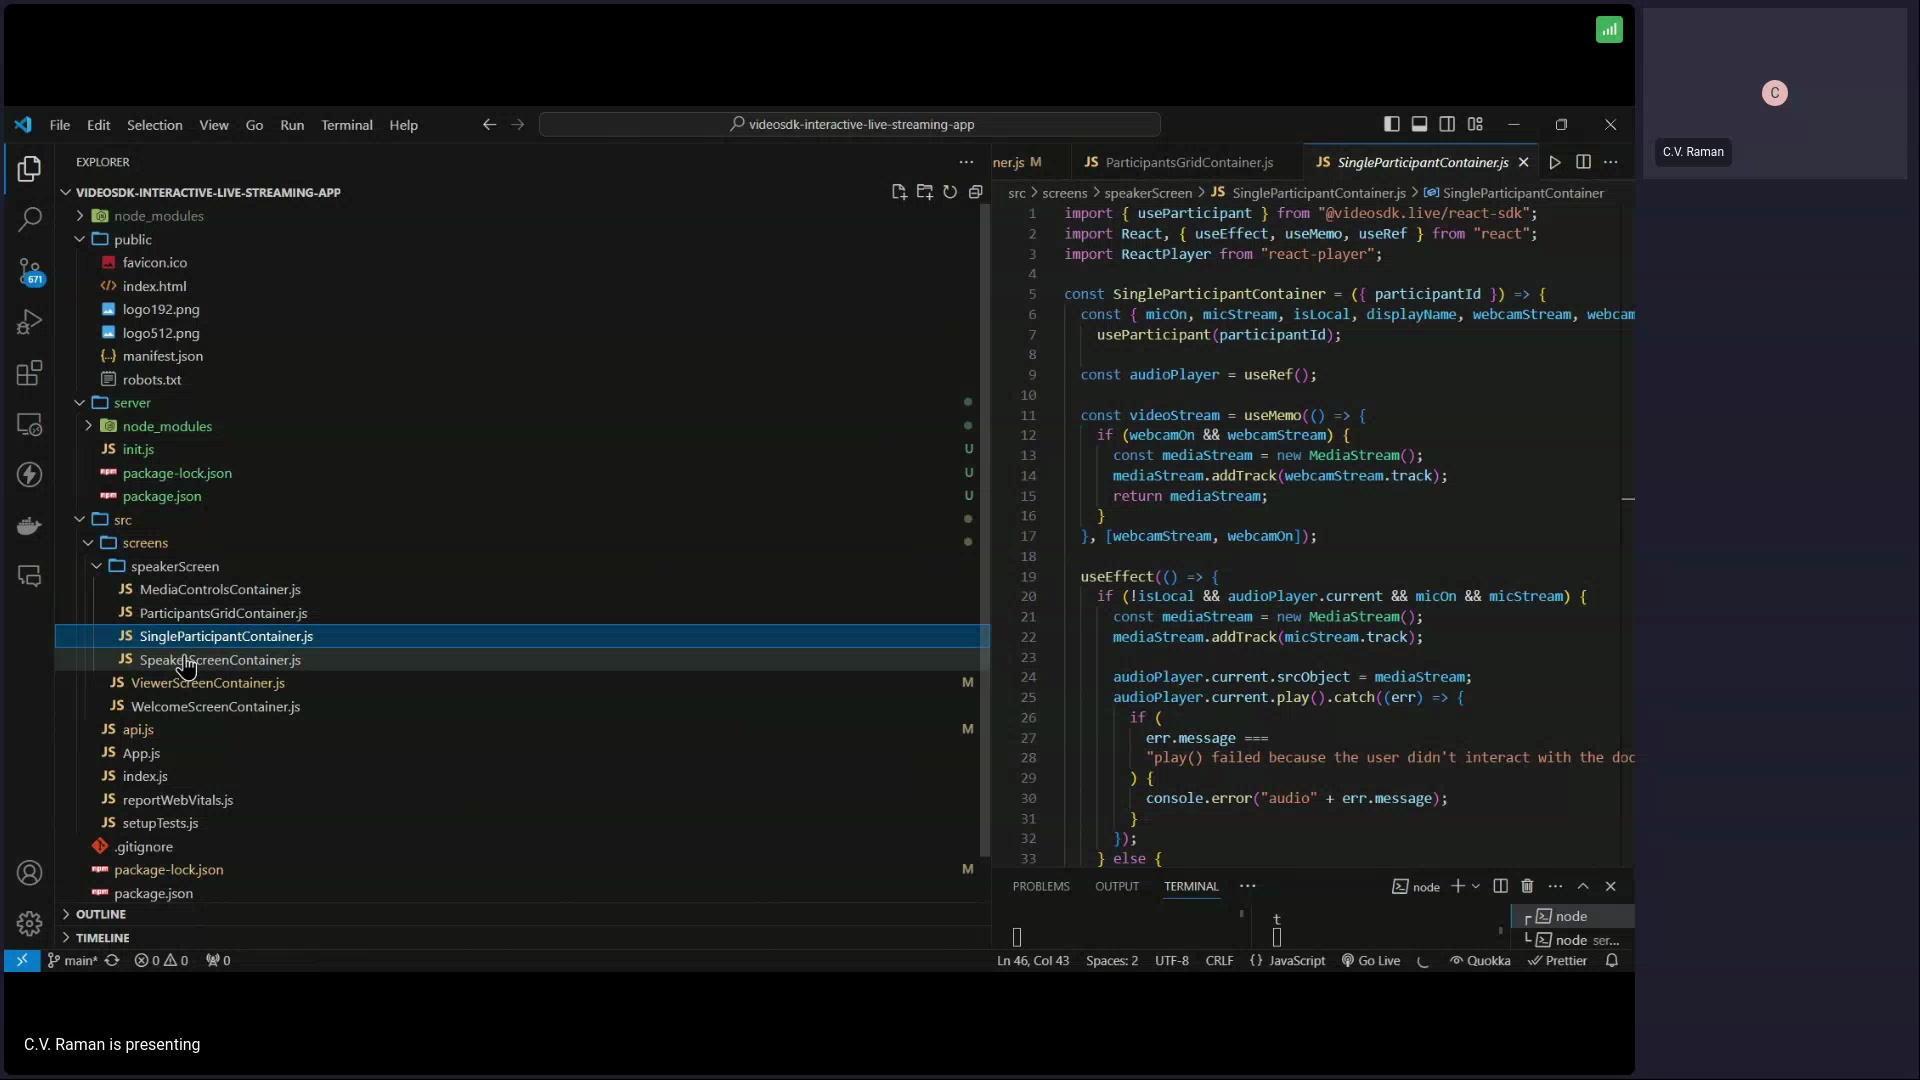 C
C.V. Raman
File Edit Selection View Go Run Terminal Help
videosdk-interactive-live-streaming-app
EXPLORER
VIDEOSDK-INTERACTIVE-LIVE-STREAMING-APP
node_modules
public
favicon.ico
index.html
logo192.png
logo512.png
manifest.json
robots.txt
server
node_modules
init.js U
package-lock.json U
package.json U
src
screens
speakerScreen
MediaControlsContainer.js
ParticipantsGridContainer.js
SingleParticipantContainer.js
SpeakerScreenContainer.js
ViewerScreenContainer.js M
WelcomeScreenContainer.js
api.js M
App.js
index.js
reportWebVitals.js
setupTests.js
.gitignore
package-lock.json M
package.json
OUTLINE
TIMELINE
671
ner.js M JS ParticipantsGridContainer.js JS SingleParticipantContainer.js
src > screens > speakerScreen > JS SingleParticipantContainer.js > SingleParticipantContainer
1 import { useParticipant } from "@videosdk.live/react-sdk";
2 import React, { useEffect, useMemo, useRef } from "react";
3 import ReactPlayer from "react-player";
4
5 const SingleParticipantContainer = ({ participantId }) => {
6 const { micOn, micStream, isLocal, displayName, webcamStream, webcam
7 useParticipant(participantId);
8
9 const audioPlayer = useRef();
10
11 const videoStream = useMemo(() => {
12 if (webcamOn && webcamStream) {
13 const mediaStream = new MediaStream();
14 mediaStream.addTrack(webcamStream.track);
15 return mediaStream;
16 }
17 }, [webcamStream, webcamOn]);
18
19 useEffect(() => {
20 if (!isLocal && audioPlayer.current && micOn && micStream) {
21 const mediaStream = new MediaStream();
22 mediaStream.addTrack(micStream.track);
23
24 audioPlayer.current.srcObject = mediaStream;
25 audioPlayer.current.play().catch((err) => {
26 if (
27 err.message ===
28 "play() failed because the user didn't interact with the doc
29 ) {
30 console.error("audio" + err.message);
31 }
32 });
33 } else {
PROBLEMS OUTPUT TERMINAL ··· node
t
node
node ser...
main* 0 0 0 Ln 46, Col 43 Spaces: 2 UTF-8 CRLF {} JavaScript Go Live Quokka Prettier
C.V. Raman is presenting